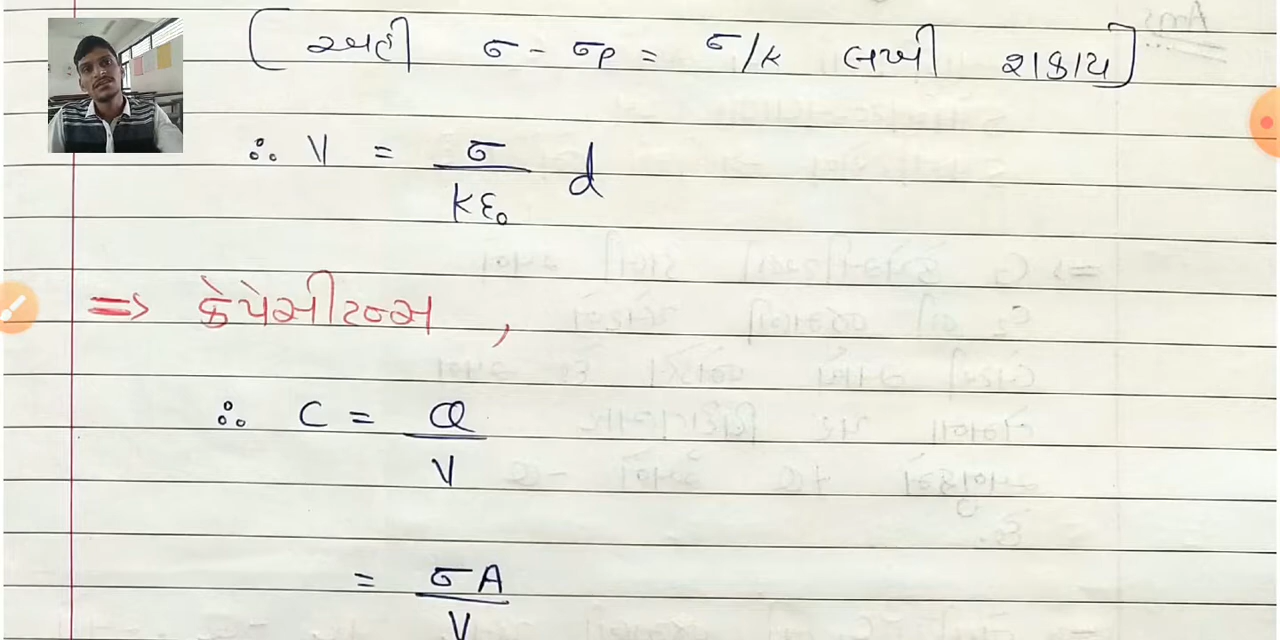 [ અહીં σ - σp = σ/k લખી શકાય ]
∴ V = σ/kε₀ d
⇒ કેપેસીટન્સ ,
∴ C = Q/V
= σA/V